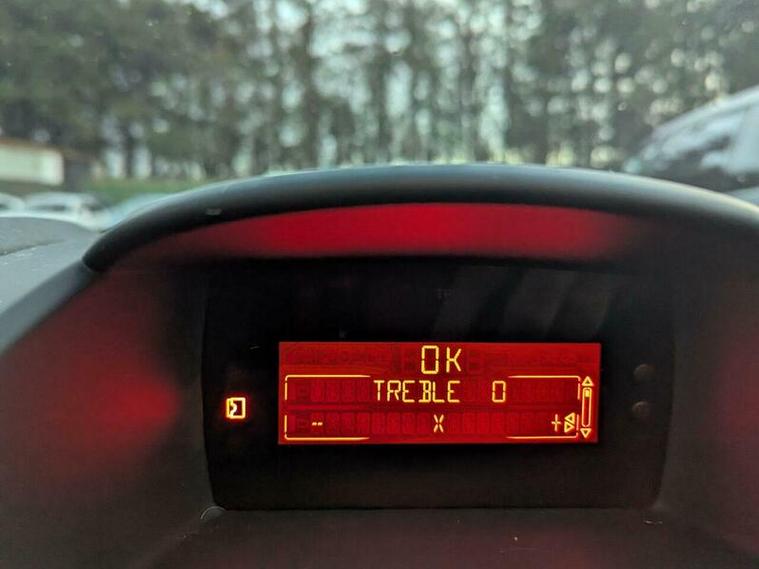 OK
TREBLE 0
-- X +